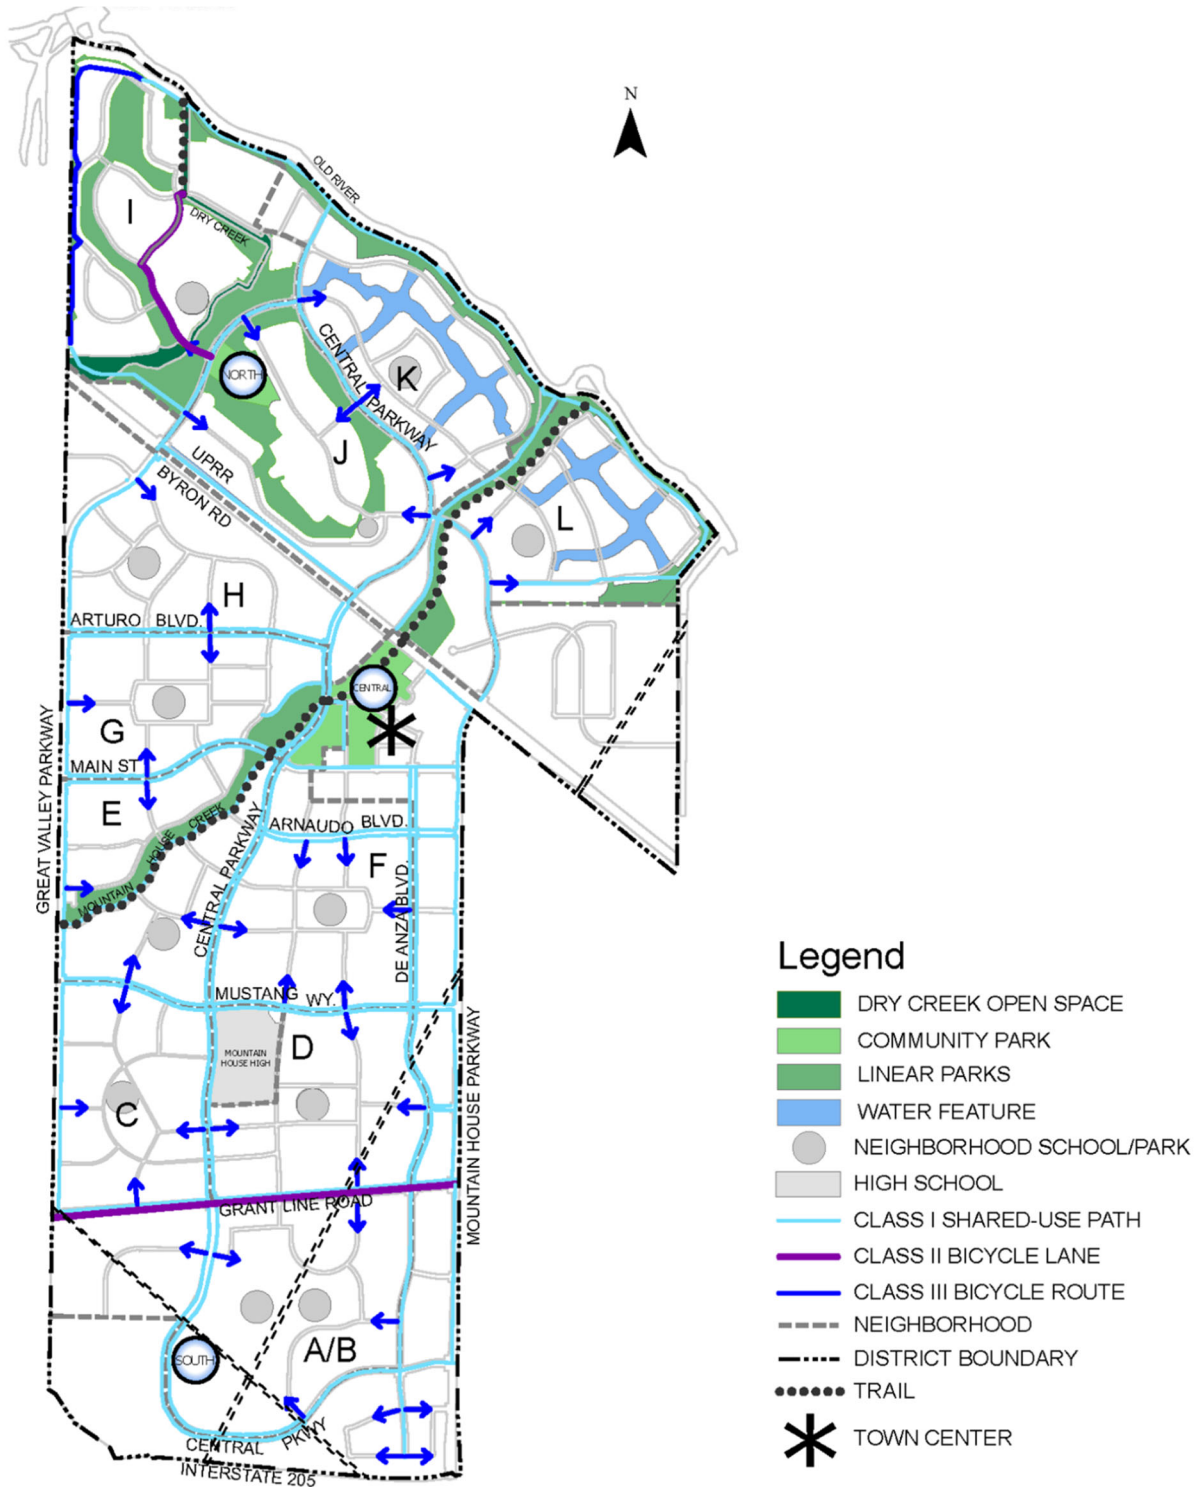 N
OLD RIVER
I
DRY CREEK
NORTH
CENTRAL PARKWAY
K
J
UPRR
BYRON RD
L
H
ARTURO BLVD.
CENTRAL
G
MAIN ST
E
GREAT VALLEY PARKWAY
MOUNTAIN HOUSE CREEK
CENTRAL PARKWAY
ARNAUDO BLVD.
F
DE ANZA BLVD.
MUSTANG WY.
MOUNTAIN
HOUSE HIGH
D
C
MOUNTAIN HOUSE PARKWAY
GRANT LINE ROAD
A/B
SOUTH
CENTRAL PKWY
INTERSTATE 205
Legend
DRY CREEK OPEN SPACE
COMMUNITY PARK
LINEAR PARKS
WATER FEATURE
NEIGHBORHOOD SCHOOL/PARK
HIGH SCHOOL
CLASS I SHARED-USE PATH
CLASS II BICYCLE LANE
CLASS III BICYCLE ROUTE
NEIGHBORHOOD
DISTRICT BOUNDARY
TRAIL
TOWN CENTER